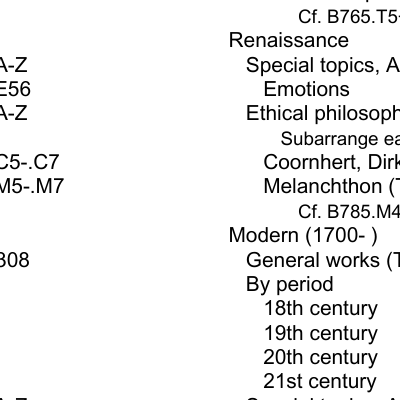 Cf. B765.T5
Renaissance
A-Z Special topics, A
E56 Emotions
A-Z Ethical philosoph
Subarrange ea
C5-.C7 Coornhert, Dirk
M5-.M7 Melanchthon (T
Cf. B785.M4
Modern (1700- )
308 General works (T
By period
18th century
19th century
20th century
21st century